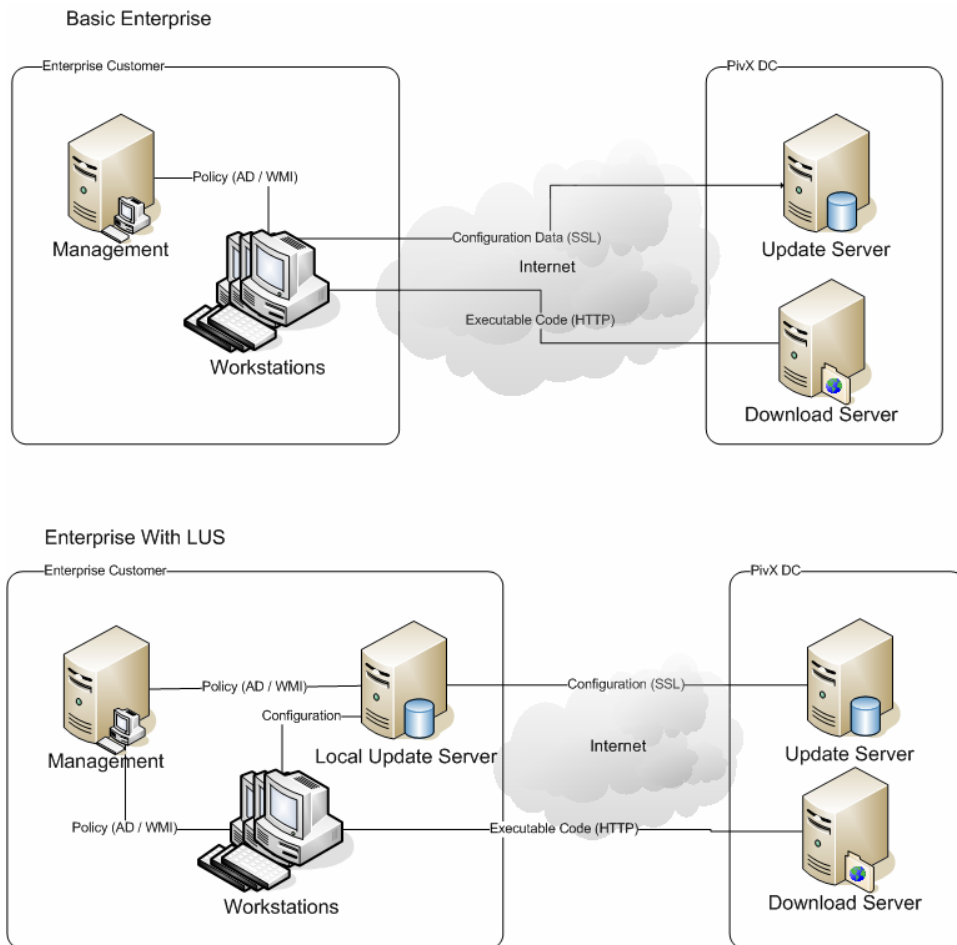 Basic Enterprise
Enterprise Customer
PivX DC
Policy (AD / WMI)
Management
Configuration Data (SSL)
Update Server
Internet
Executable Code (HTTP)
Workstations
Download Server
Enterprise With LUS
Enterprise Customer
PivX DC
Policy (AD / WMI)
Configuration (SSL)
Configuration
Management
Local Update Server
Internet
Update Server
Policy (AD / WMI)
Executable Code (HTTP)
Workstations
Download Server